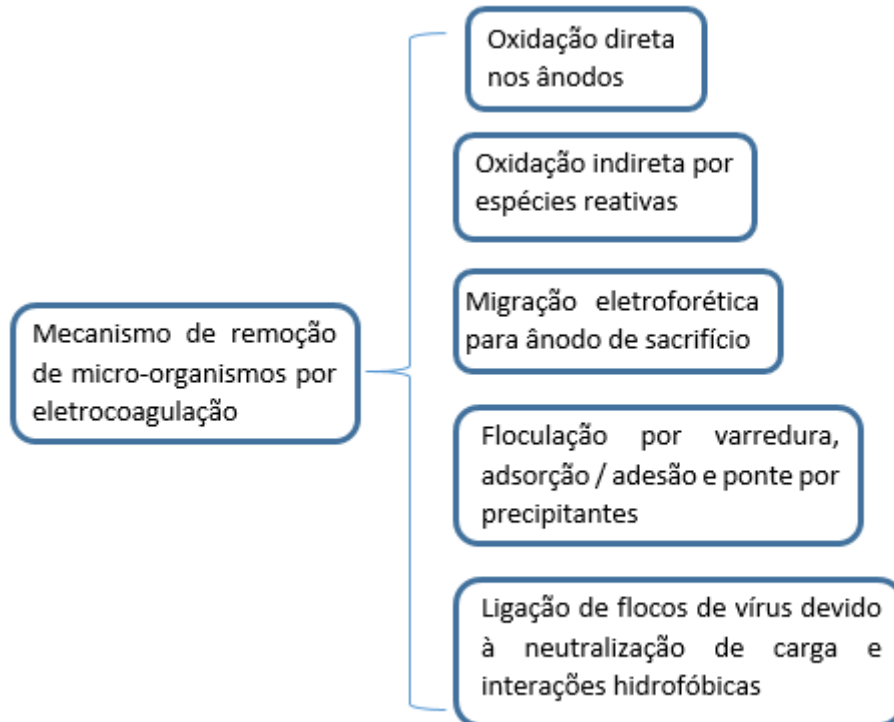 Mecanismo de remoção
de micro-organismos por
eletrocoagulação
Oxidação direta
nos ânodos
Oxidação indireta por
espécies reativas
Migração eletroforética
para ânodo de sacrifício
Floculação por varredura,
adsorção / adesão e ponte por
precipitantes
Ligação de flocos de vírus devido
à neutralização de carga e
interações hidrofóbicas